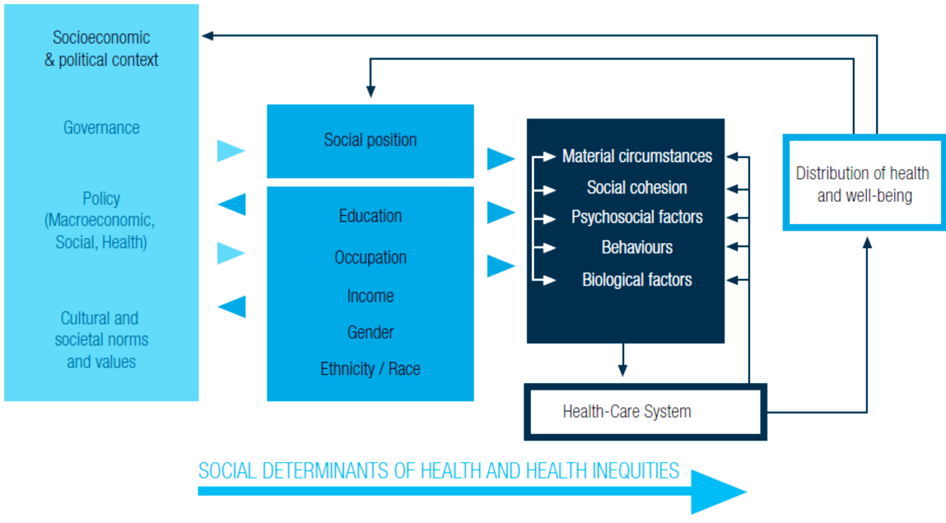 Socioeconomic
& political context
Governance
Policy
(Macroeconomic,
Social, Health)
Cultural and
societal norms
and values
Social position
Education
Occupation
Income
Gender
Ethnicity / Race
Material circumstances
Social cohesion
Psychosocial factors
Behaviours
Biological factors
Health-Care System
Distribution of health
and well-being
SOCIAL DETERMINANTS OF HEALTH AND HEALTH INEQUITIES